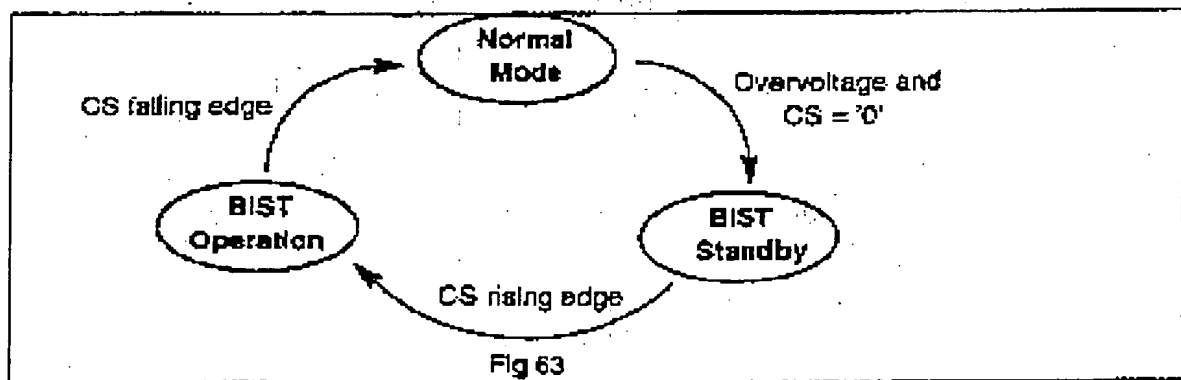 Normal
Mode
Overvoltage and
CS = '0'
CS falling edge
BIST
Operation
BIST
Standby
CS rising edge
Fig 63